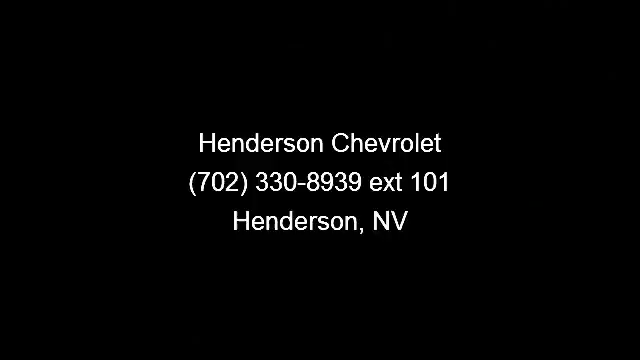 Henderson Chevrolet
(702) 330-8939 ext 101
Henderson, NV